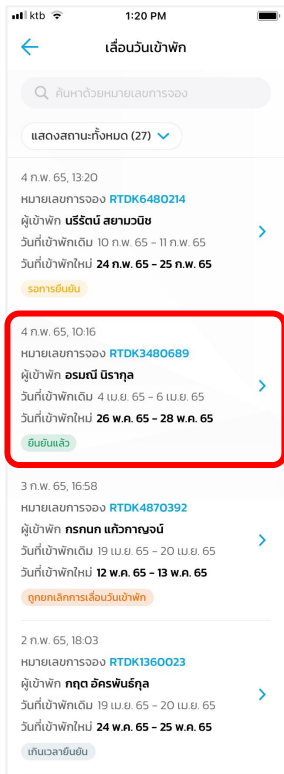 ktb 1:20 PM
เลื่อนวันเข้าพัก
ค้นหาด้วยหมายเลขการจอง
แสดงสถานะทั้งหมด (27)
4 ก.พ. 65, 13:20
หมายเลขการจอง RTDK6480214
ผู้เข้าพัก นรีรัตน์ สยามวนิช
วันที่เข้าพักเดิม 10 ก.พ. 65 – 11 ก.พ. 65
วันที่เข้าพักใหม่ 24 ก.พ. 65 – 25 ก.พ. 65
รอการยืนยัน
4 ก.พ. 65, 10:16
หมายเลขการจอง RTDK3480689
ผู้เข้าพัก อรมณี นิรากุล
วันที่เข้าพักเดิม 4 เม.ย. 65 – 6 เม.ย. 65
วันที่เข้าพักใหม่ 26 พ.ค. 65 – 28 พ.ค. 65
ยืนยันแล้ว
3 ก.พ. 65, 16:58
หมายเลขการจอง RTDK4870392
ผู้เข้าพัก กรกนก แก้วกาญจน์
วันที่เข้าพักเดิม 19 เม.ย. 65 – 20 เม.ย. 65
วันที่เข้าพักใหม่ 12 พ.ค. 65 – 13 พ.ค. 65
ถูกยกเลิกการเลื่อนวันเข้าพัก
2 ก.พ. 65, 18:03
หมายเลขการจอง RTDK1360023
ผู้เข้าพัก กฤต อัครพันธ์กุล
วันที่เข้าพักเดิม 19 เม.ย. 65 – 20 เม.ย. 65
วันที่เข้าพักใหม่ 24 พ.ค. 65 – 25 พ.ค. 65
เกินเวลายืนยัน